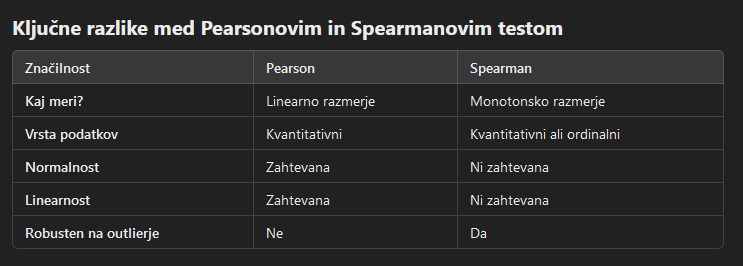 Ključne razlike med Pearsonovim in Spearmanovim testom
Značilnost Pearson Spearman
Kaj meri? Linearno razmerje Monotonsko razmerje
Vrsta podatkov Kvantitativni Kvantitativni ali ordinalni
Normalnost Zahtevana Ni zahtevana
Linearnost Zahtevana Ni zahtevana
Robusten na outlierje Ne Da